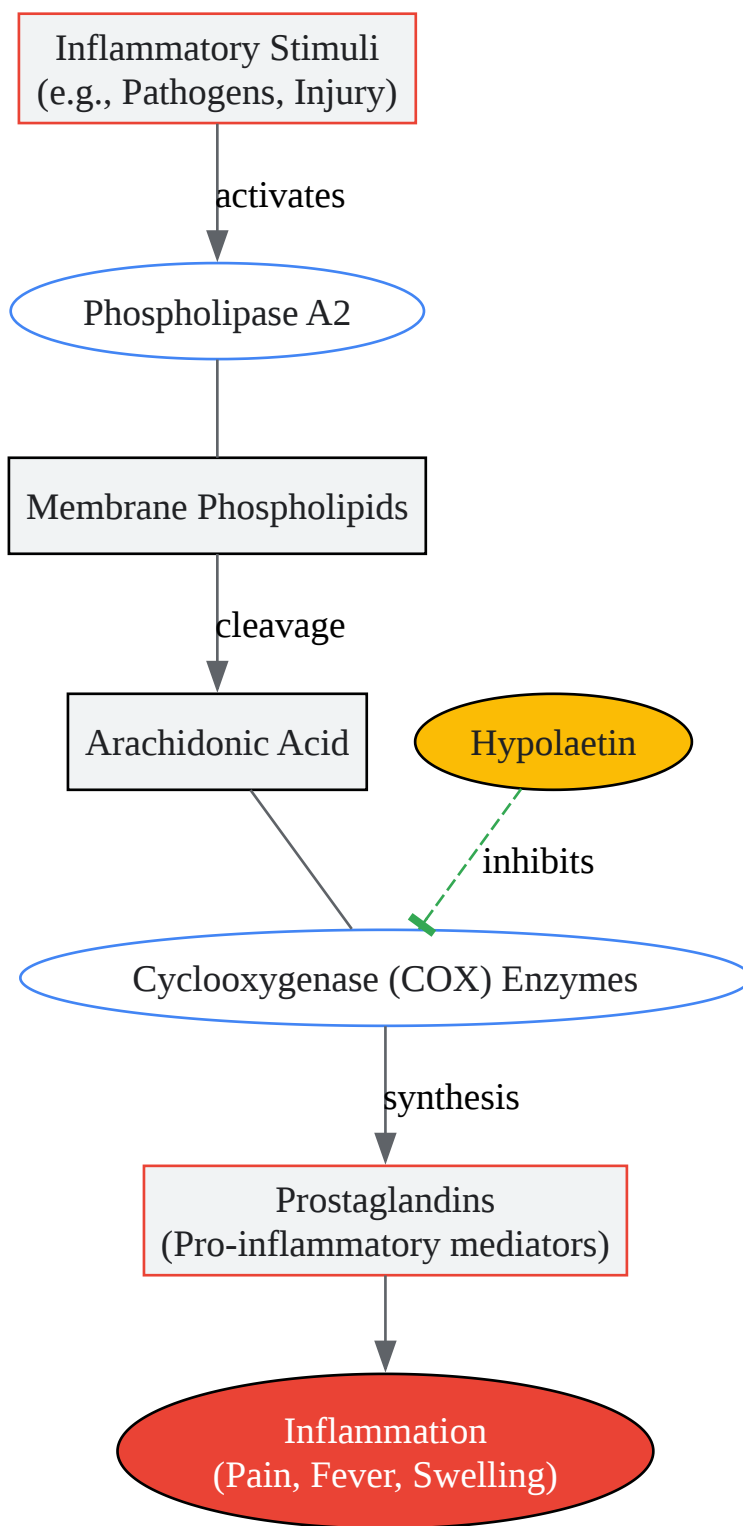 Inflammatory Stimuli
(e.g., Pathogens, Injury)
activates
Phospholipase A2
Membrane Phospholipids
cleavage
Arachidonic Acid
Hypolaetin
inhibits
Cyclooxygenase (COX) Enzymes
synthesis
Prostaglandins
(Pro-inflammatory mediators)
Inflammation
(Pain, Fever, Swelling)